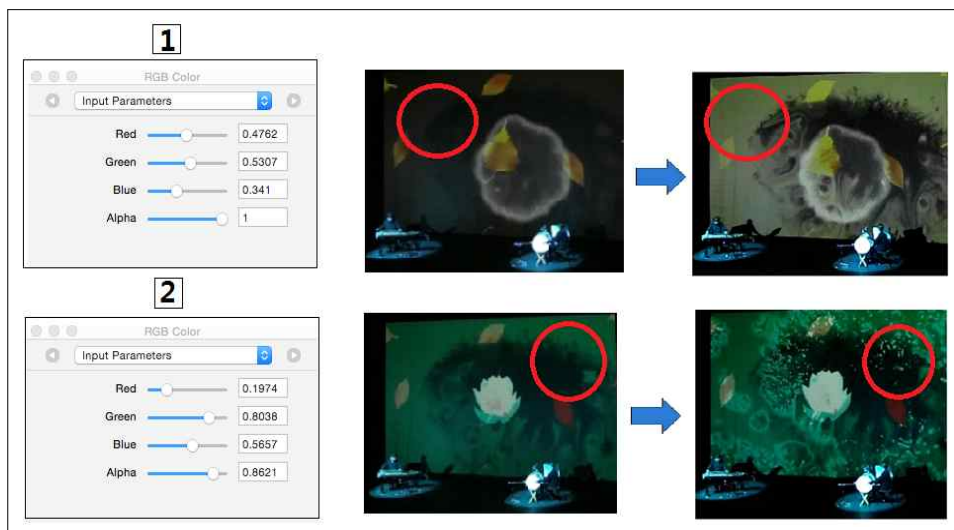 1
RGB Color
Input Parameters
Red 0.4762
Green 0.5307
Blue 0.341
Alpha 1
2
RGB Color
Input Parameters
Red 0.1974
Green 0.8038
Blue 0.5657
Alpha 0.8621